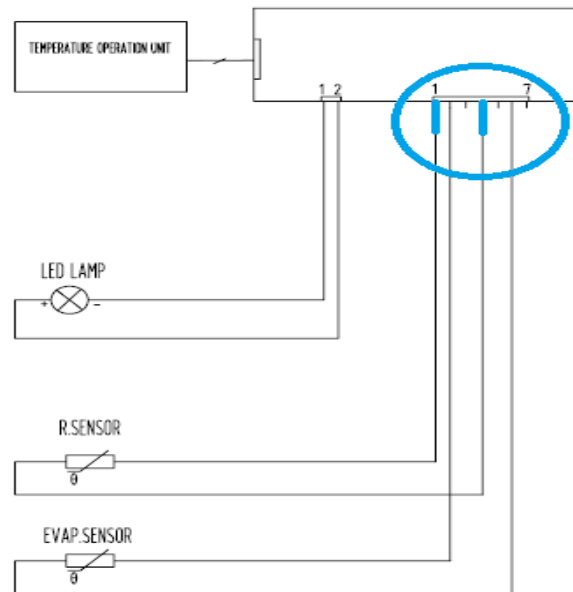 TEMPERATURE OPERATION UNIT
1 2
1 7
LED LAMP
+ -
R.SENSOR
θ
EVAP.SENSOR
θ